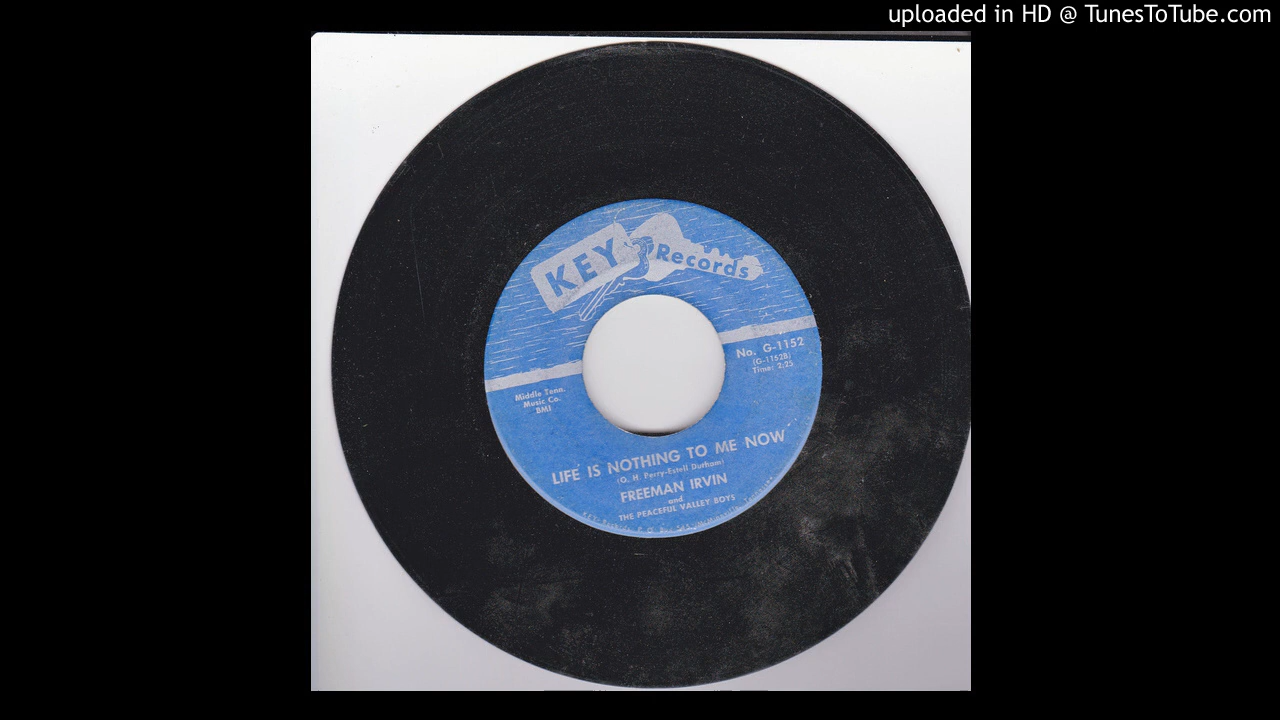 uploaded in HD @ TunesToTube.com
KEY Records
No. G-1152
(G-1152B)
Time: 2:25
Middle Tenn.
Music Co.
BMI
LIFE IS NOTHING TO ME NOW
(O. H. Perry-Estell Durham)
FREEMAN IRVIN
and
THE PEACEFUL VALLEY BOYS